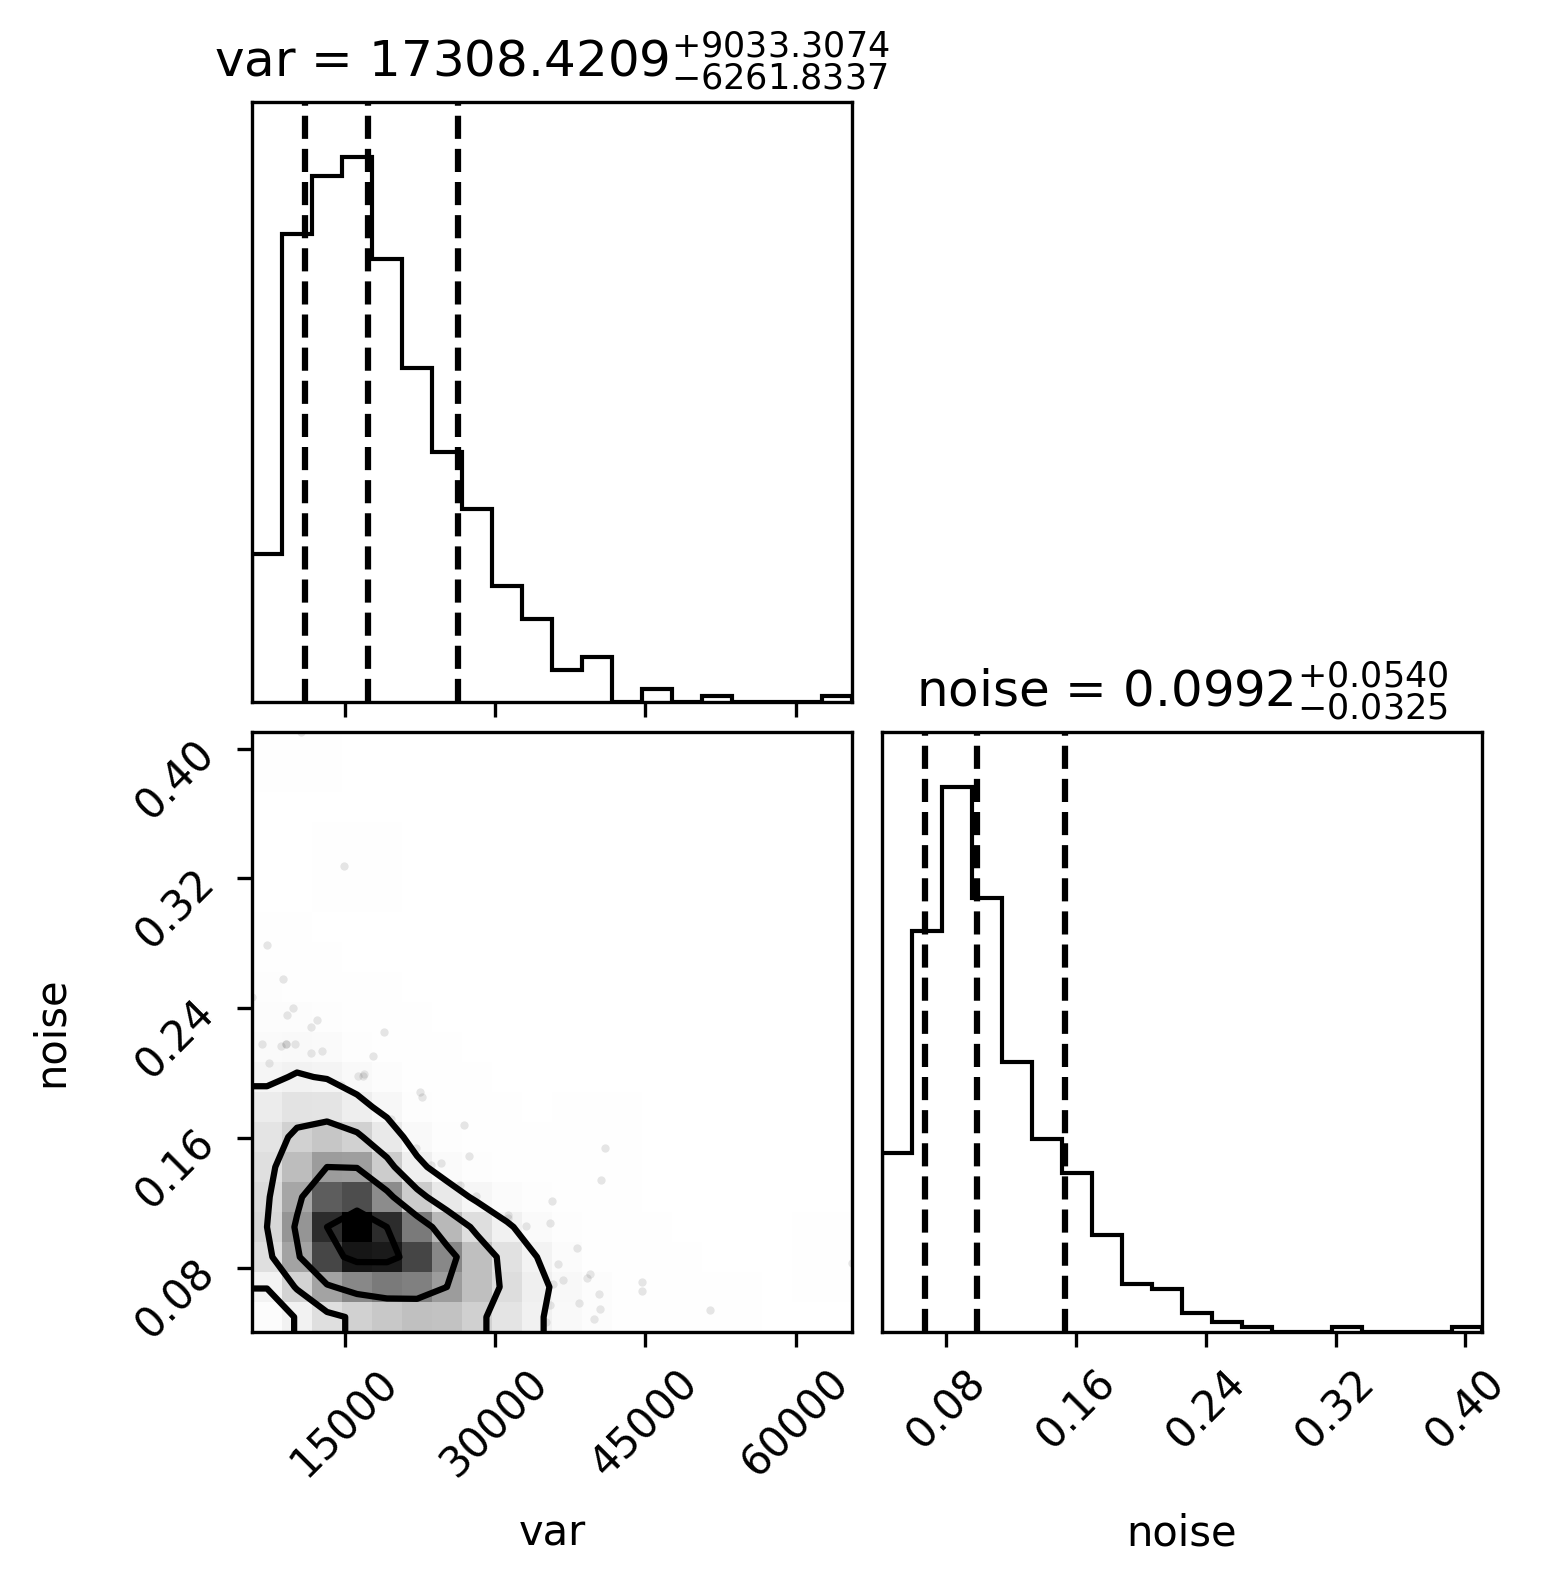 var = 17308.4209+9033.3074−6261.8337
noise = 0.0992+0.0540−0.0325
0.40
0.32
0.24
0.16
0.08
noise
15000 30000 45000 60000
0.08 0.16 0.24 0.32 0.40
var
noise